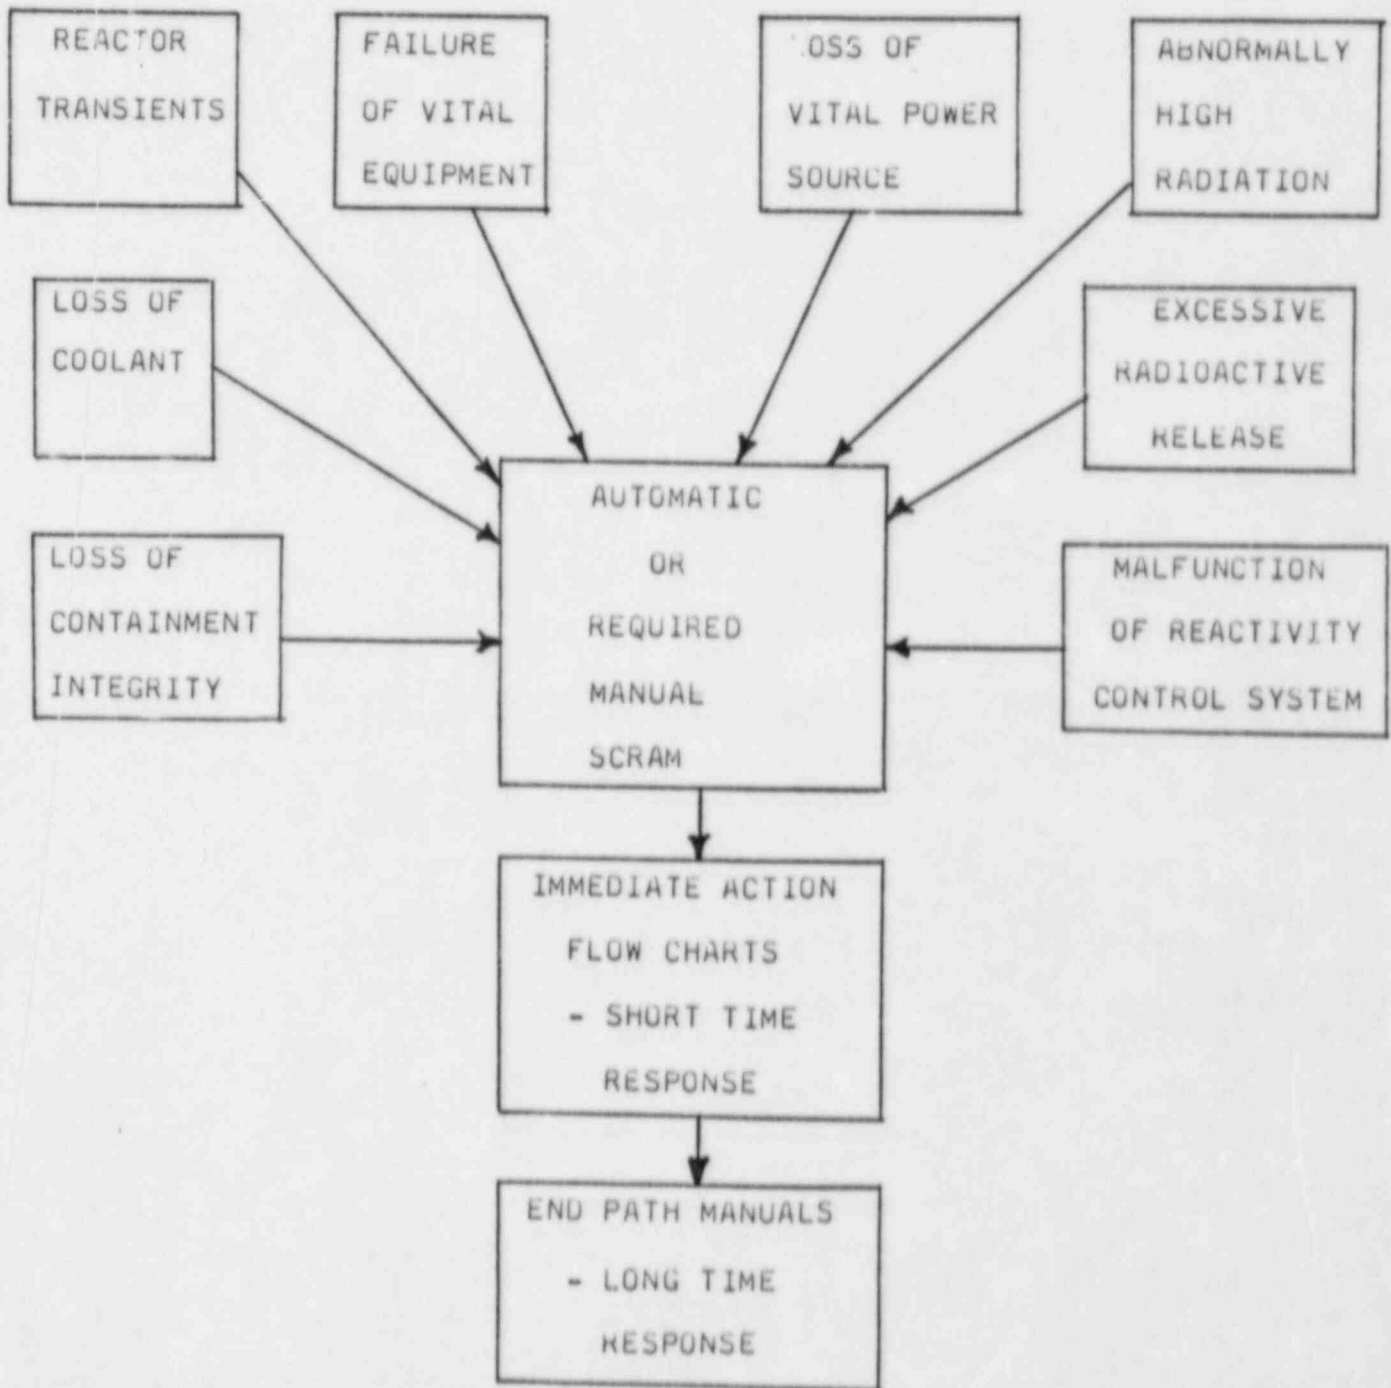 REACTOR
TRANSIENTS
FAILURE
OF VITAL
EQUIPMENT
OSS OF
VITAL POWER
SOURCE
ABNORMALLY
HIGH
RADIATION
LOSS OF
COOLANT
EXCESSIVE
RADIOACTIVE
RELEASE
LOSS OF
CONTAINMENT
INTEGRITY
AUTOMATIC
OR
REQUIRED
MANUAL
SCRAM
MALFUNCTION
OF REACTIVITY
CONTROL SYSTEM
IMMEDIATE ACTION
FLOW CHARTS
- SHORT TIME
RESPONSE
END PATH MANUALS
- LONG TIME
RESPONSE